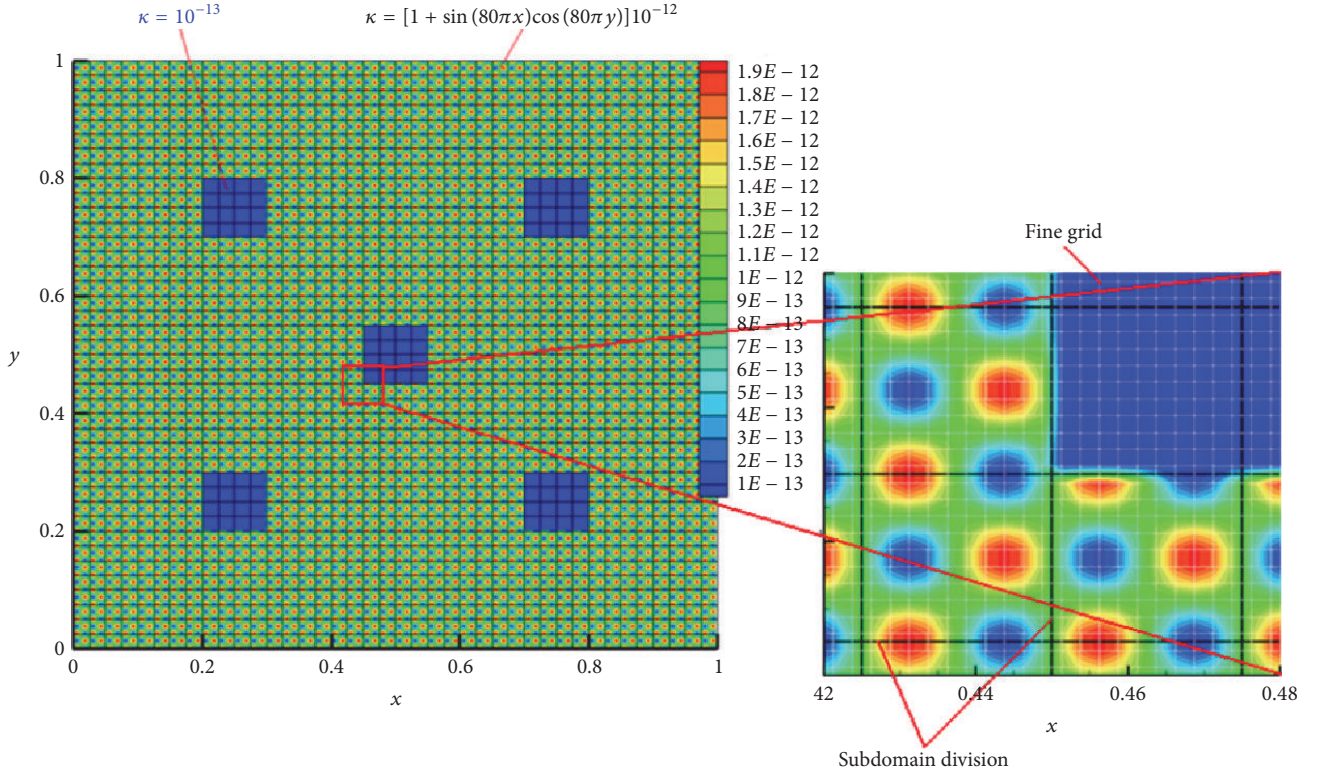 κ = 10⁻¹³
κ = [1 + sin (80πx)cos (80πy)]10⁻¹²
1
0.8
0.6
0.4
0.2
0
y
0
0.2
0.4
0.6
0.8
1
x
1.9E − 12
1.8E − 12
1.7E − 12
1.6E − 12
1.5E − 12
1.4E − 12
1.3E − 12
1.2E − 12
1.1E − 12
1E − 12
9E − 13
8E − 13
7E − 13
6E − 13
5E − 13
4E − 13
3E − 13
2E − 13
1E − 13
Fine grid
42
0.44
0.46
0.48
x
Subdomain division